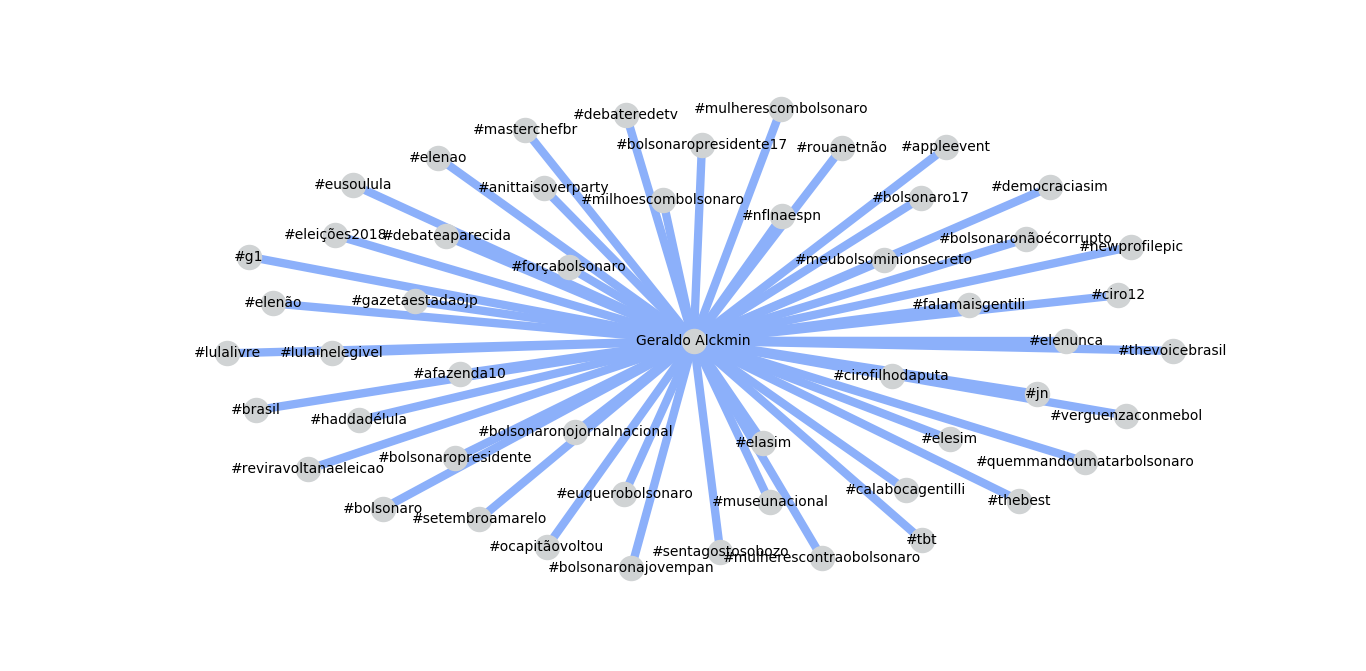 #mulherescombolsonaro
#debateredetv
#masterchefbr
#bolsonaropresidente17
#rouanetnão
#appleevent
#elenao
#eusoulula
#anittaisoverparty
#milhoescombolsonaro
#bolsonaro17
#democraciasim
#nflnaespn
#eleições2018
#debateaparecida
#bolsonaronãoécorrupto
#newprofilepic
#g1
#forçabolsonaro
#meubolsominionsecreto
#elenão
#gazetaestadaojp
#falamaisgentili
#ciro12
Geraldo Alckmin
#elenunca
#lulalivre
#lulainelegivel
#thevoicebrasil
#afazenda10
#cirofilhodaputa
#jn
#brasil
#haddadélula
#verguenzaconmebol
#bolsonaronojornalnacional
#elasim
#elesim
#reviravoltanaeleicao
#bolsonaropresidente
#quemmandoumatarbolsonaro
#euquerobolsonaro
#museunacional
#calabocagentilli
#thebest
#bolsonaro
#setembroamarelo
#ocapitãovoltou
#sentagostosobozo
#mulherescontraobolsonaro
#tbt
#bolsonaronajovempan